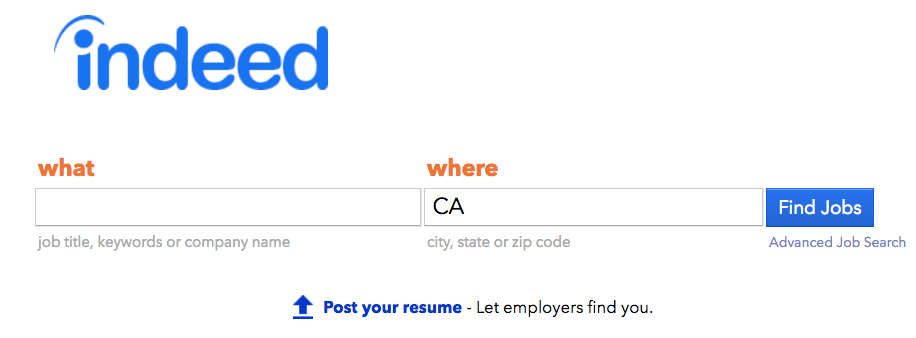 indeed
what where
CA Find Jobs
job title, keywords or company name city, state or zip code Advanced Job Search
Post your resume - Let employers find you.